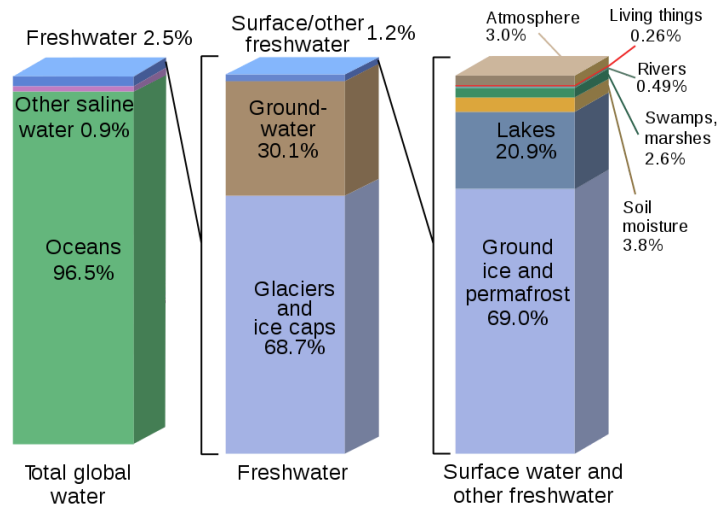 Freshwater 2.5%
Other saline
water 0.9%
Oceans
96.5%
Total global
water
Surface/other
freshwater
1.2%
Ground-
water
30.1%
Glaciers
and
ice caps
68.7%
Freshwater
Atmosphere
3.0%
Living things
0.26%
Rivers
0.49%
Swamps,
marshes
2.6%
Soil
moisture
3.8%
Lakes
20.9%
Ground
ice and
permafrost
69.0%
Surface water and
other freshwater